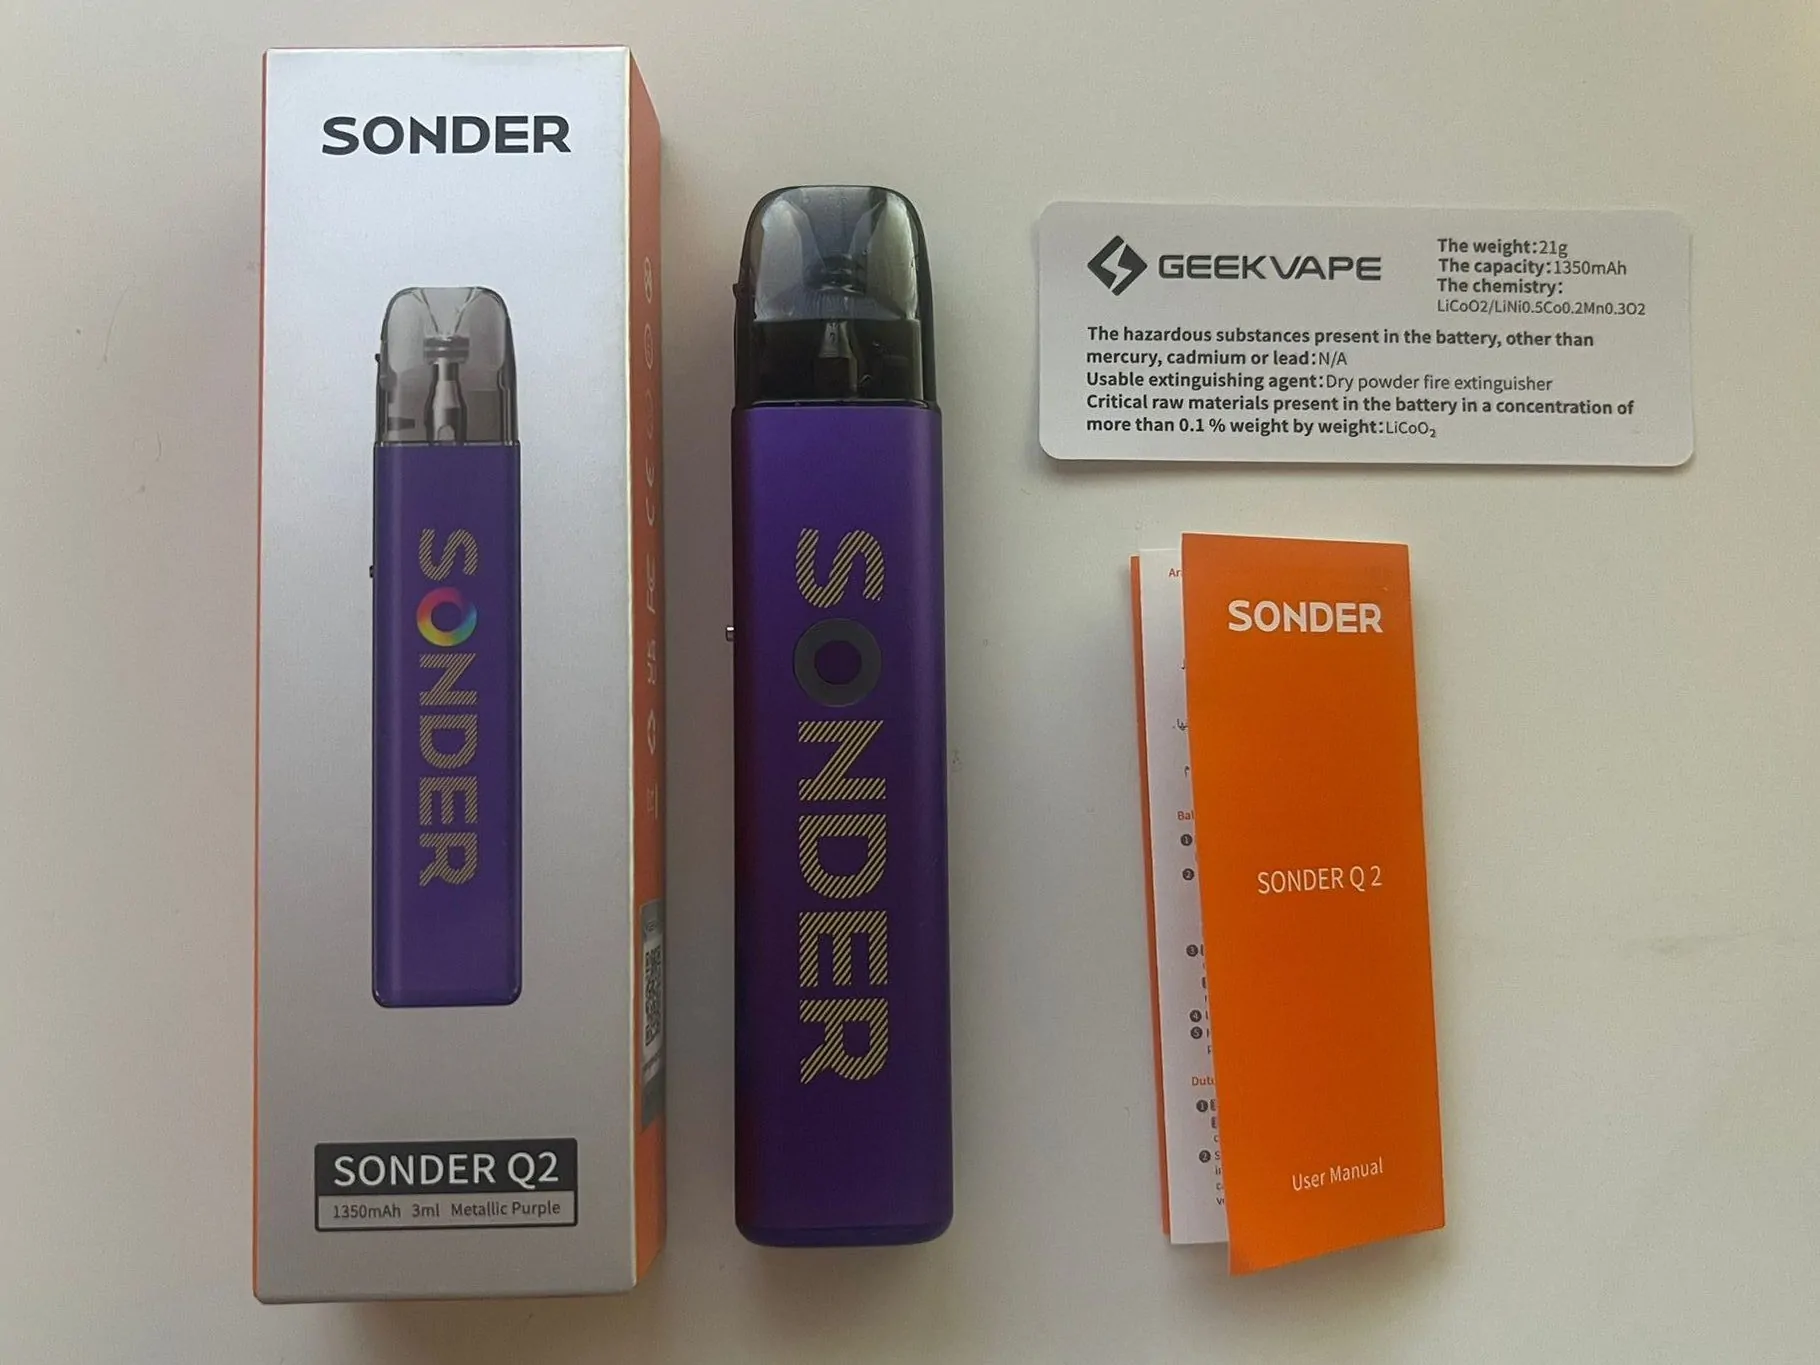 SONDER
SONDER
SONDER Q2
1350mAh 3ml Metallic Purple
FC CE
SONDER
GEEKVAPE
The weight:21g
The capacity:1350mAh
The chemistry:
LiCoO2/LiNi0.5Co0.2Mn0.3O2
The hazardous substances present in the battery, other than
mercury, cadmium or lead:N/A
Usable extinguishing agent:Dry powder fire extinguisher
Critical raw materials present in the battery in a concentration of
more than 0.1 % weight by weight:LiCoO₂
SONDER
SONDER Q 2
User Manual